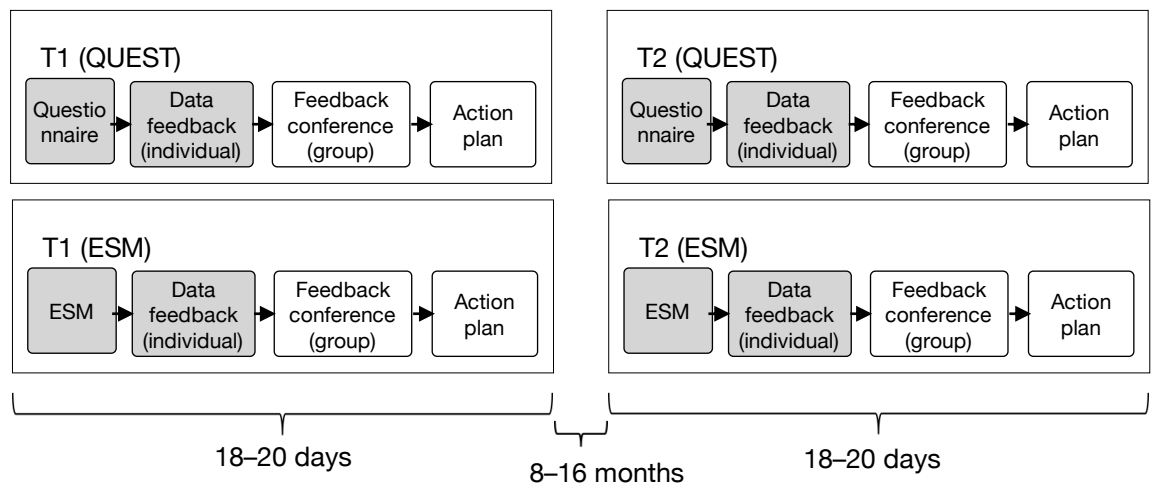 T1 (QUEST)
Questio
nnaire
Data
feedback
(individual)
Feedback
conference
(group)
Action
plan
T2 (QUEST)
Questio
nnaire
Data
feedback
(individual)
Feedback
conference
(group)
Action
plan
T1 (ESM)
ESM
Data
feedback
(individual)
Feedback
conference
(group)
Action
plan
T2 (ESM)
ESM
Data
feedback
(individual)
Feedback
conference
(group)
Action
plan
18–20 days
8–16 months
18–20 days